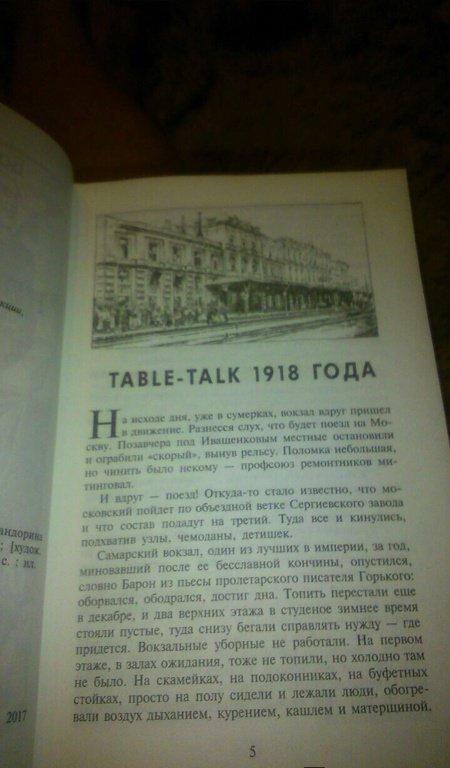 кции,
андорина
; [худож.
с. : ил.
2017
TABLE-TALK 1918 ГОДА
На исходе дня, уже в сумерках, вокзал вдруг пришел
в движение. Разнесся слух, что будет поезд на Мо-
скву. Позавчера под Иващенковым местные остановили
и ограбили «скорый», вынув рельсу. Поломка небольшая,
но чинить было некому — профсоюз ремонтников ми-
тинговал.
И вдруг — поезд! Откуда-то стало известно, что мо-
сковский пойдет по объездной ветке Сергиевского завода
и что состав подадут на третий. Туда все и кинулись,
подхватив узлы, чемоданы, детишек.
Самарский вокзал, один из лучших в империи, за год,
миновавший после ее бесславной кончины, опустился,
словно Барон из пьесы пролетарского писателя Горького:
оборвался, ободрался, достиг дна. Топить перестали еще
в декабре, и два верхних этажа в студеное зимнее время
стояли пустые, туда снизу бегали справлять нужду — где
придется. Вокзальные уборные не работали. На первом
этаже, в залах ожидания, тоже не топили, но холодно там
не было. На скамейках, на подоконниках, на буфетных
стойках, просто на полу сидели и лежали люди, обогре-
вали воздух дыханием, курением, кашлем и матерщиной.
5